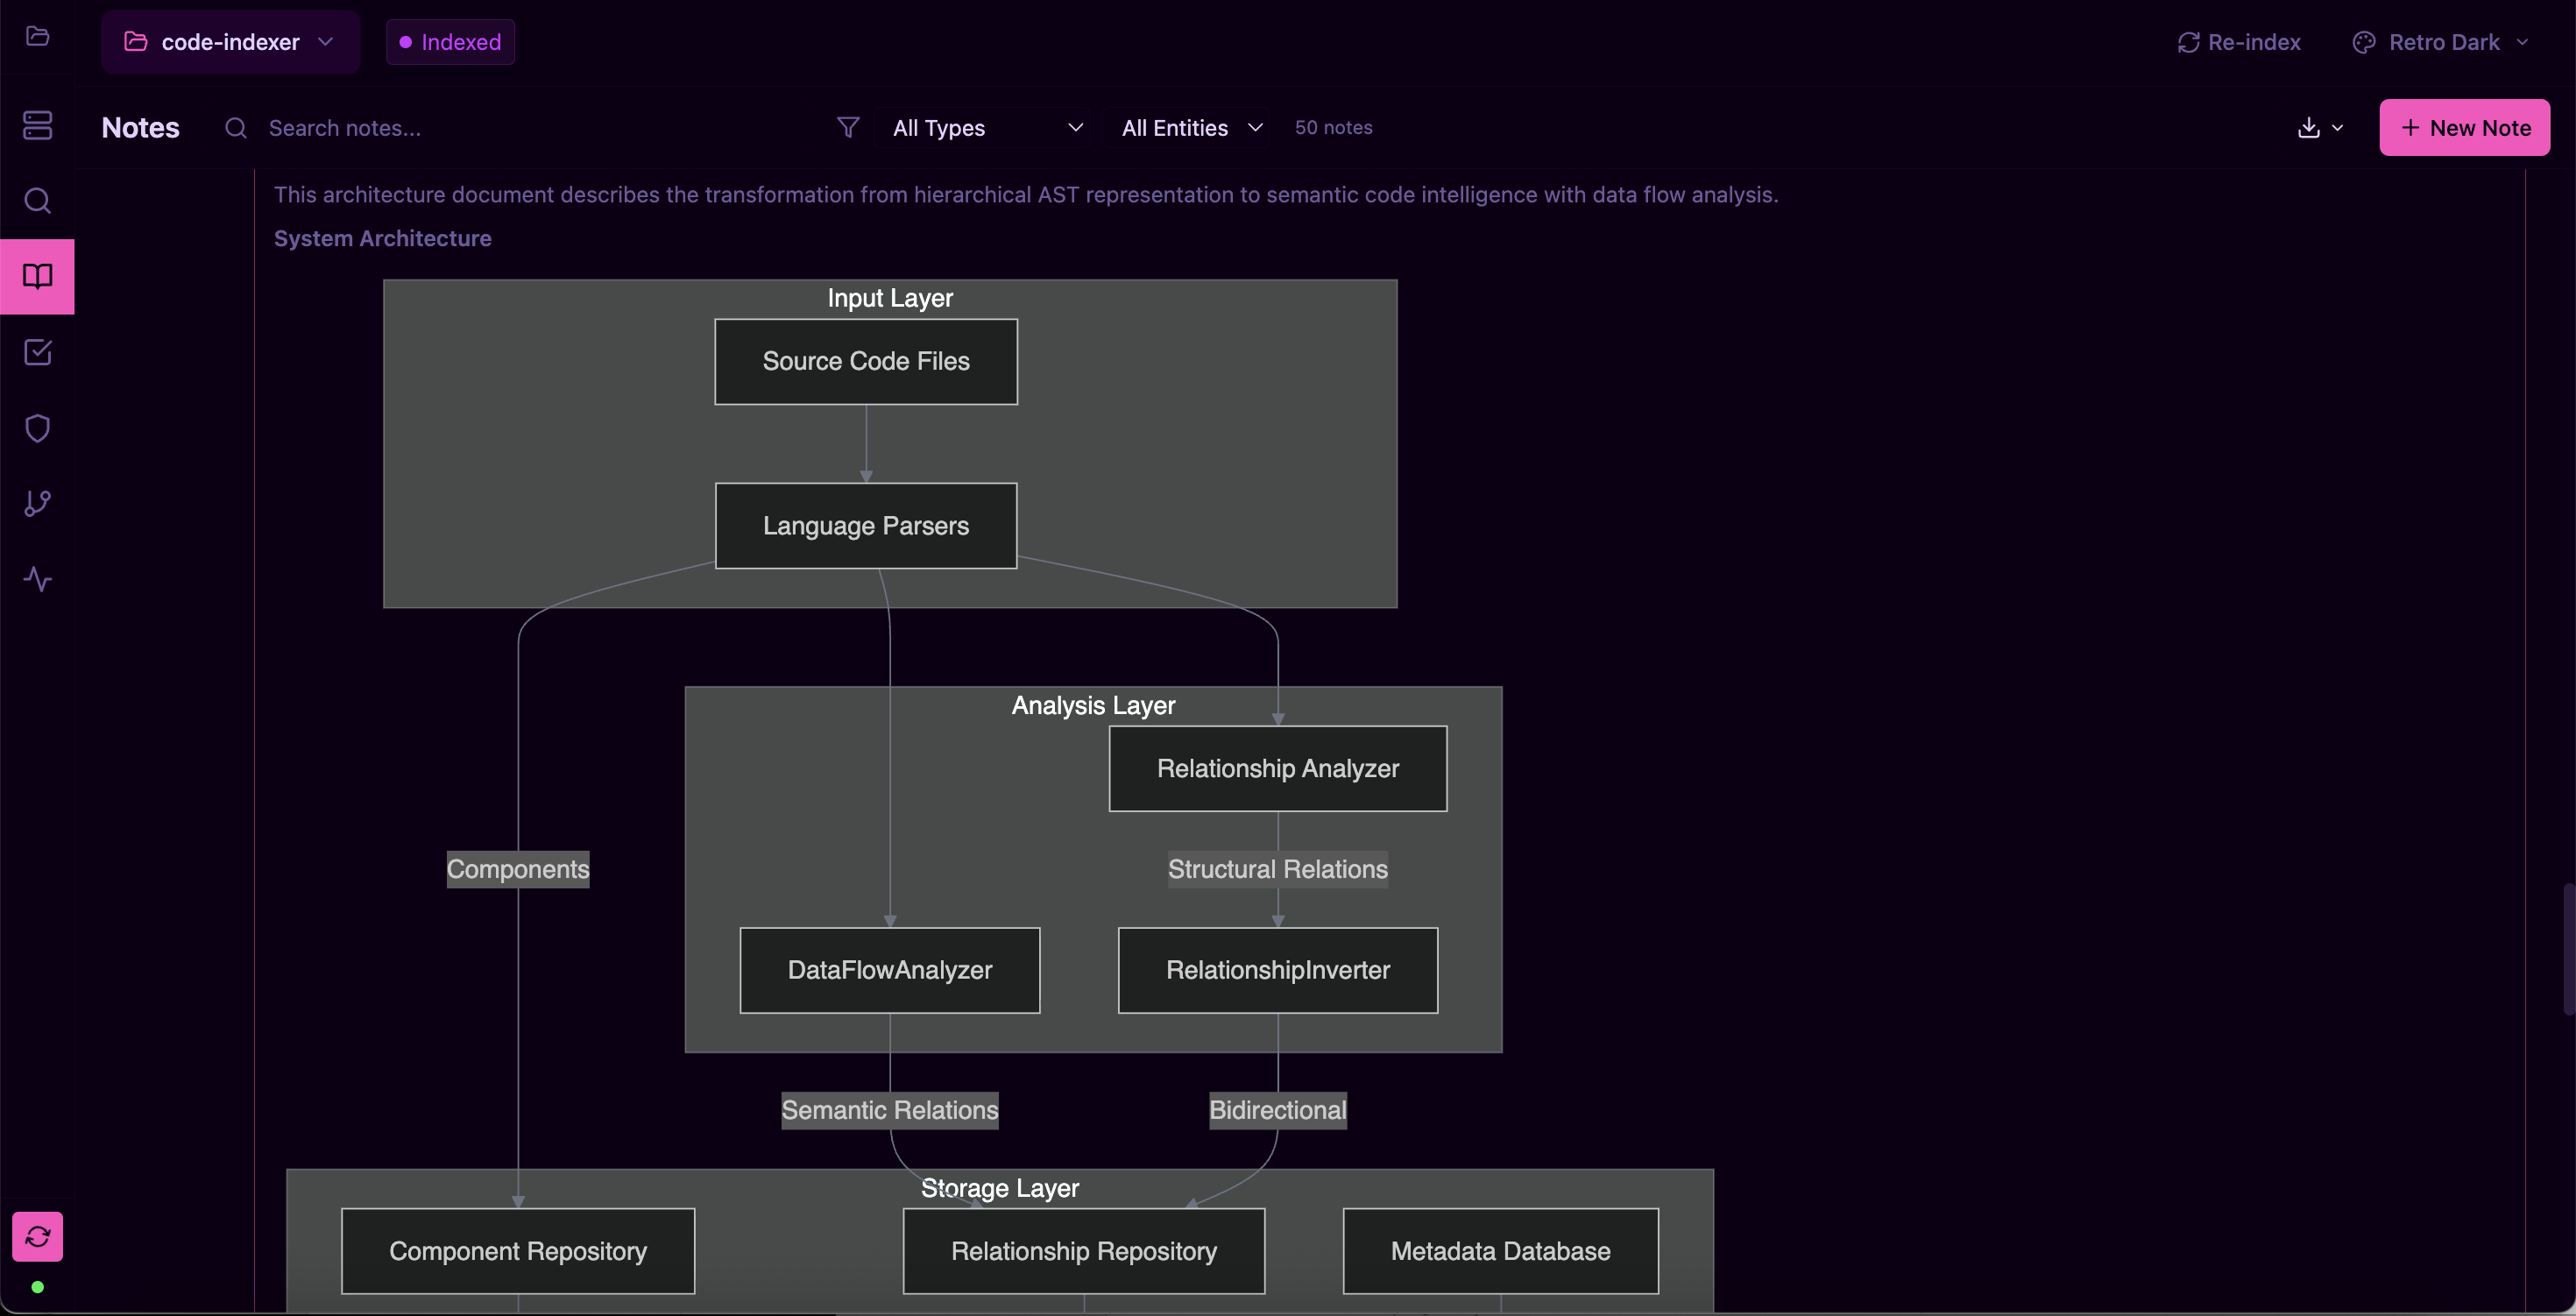 code-indexer
Indexed
Re-index
Retro Dark
Notes
Search notes...
All Types
All Entities
50 notes
+ New Note
This architecture document describes the transformation from hierarchical AST representation to semantic code intelligence with data flow analysis.
System Architecture
Input Layer
Source Code Files
Language Parsers
Analysis Layer
Relationship Analyzer
Components
Structural Relations
DataFlowAnalyzer
RelationshipInverter
Semantic Relations
Bidirectional
Storage Layer
Component Repository
Relationship Repository
Metadata Database